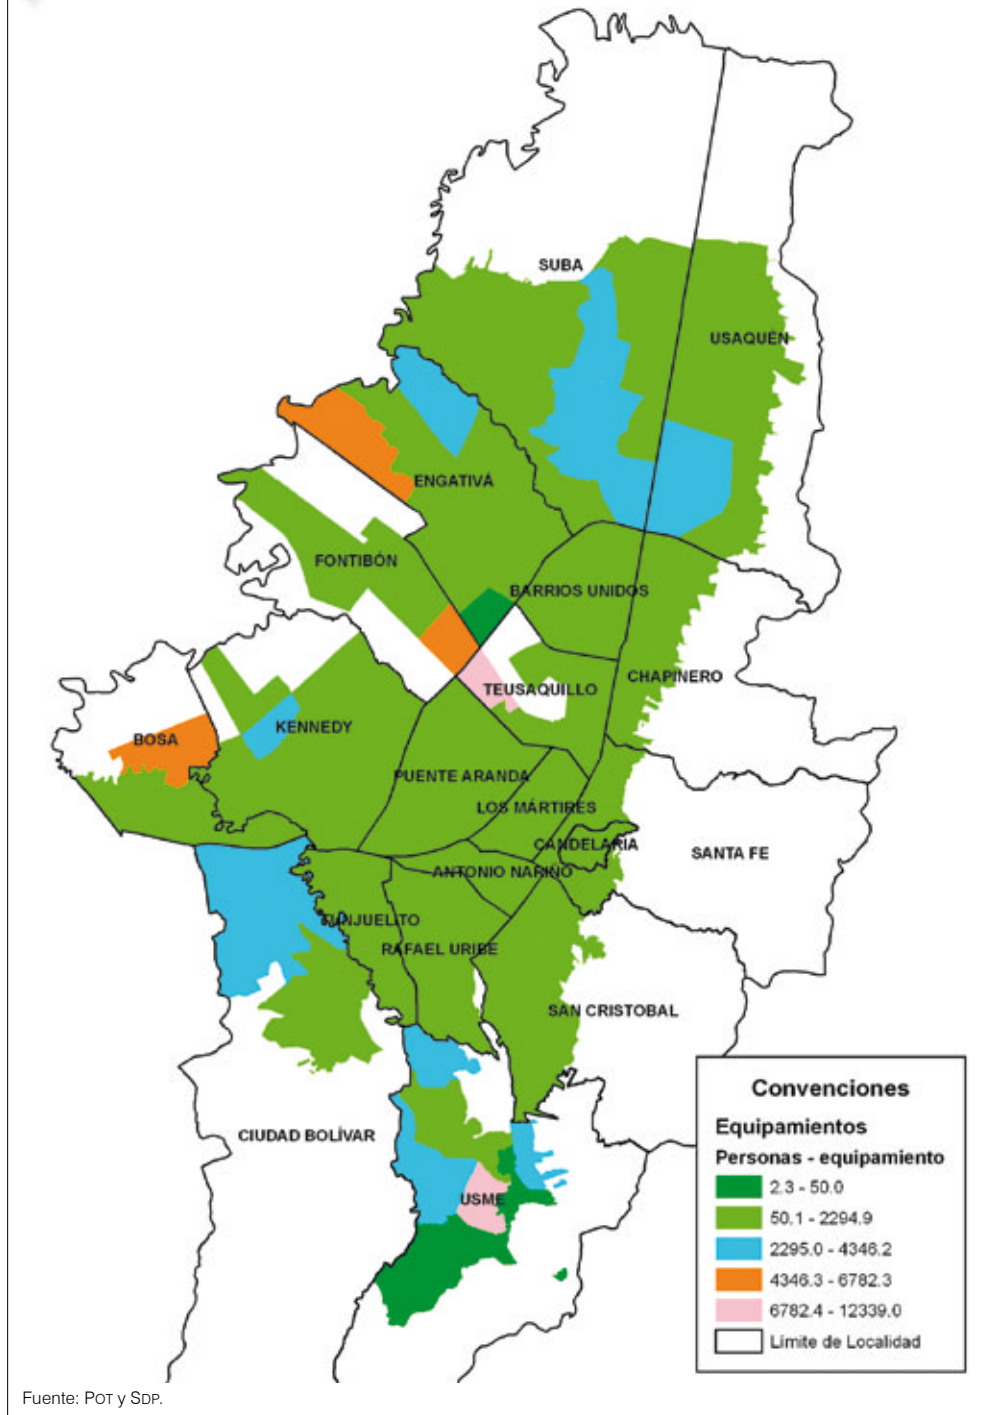 SUBA
USAQUÉN
ENGATIVÁ
FONTIBÓN
BARRIOS UNIDOS
CHAPINERO
TEUSAQUILLO
KENNEDY
BOSA
PUENTE ARANDA
LOS MÁRTIRES
CANDELARIA
SANTA FE
ANTONIO NARIÑO
TUNJUELITO
RAFAEL URIBE
SAN CRISTOBAL
CIUDAD BOLÍVAR
USME
Convenciones
Equipamientos
Personas - equipamiento
2.3 - 50.0
50.1 - 2294.9
2295.0 - 4346.2
4346.3 - 6782.3
6782.4 - 12339.0
Límite de Localidad
Fuente: POT y SDP.